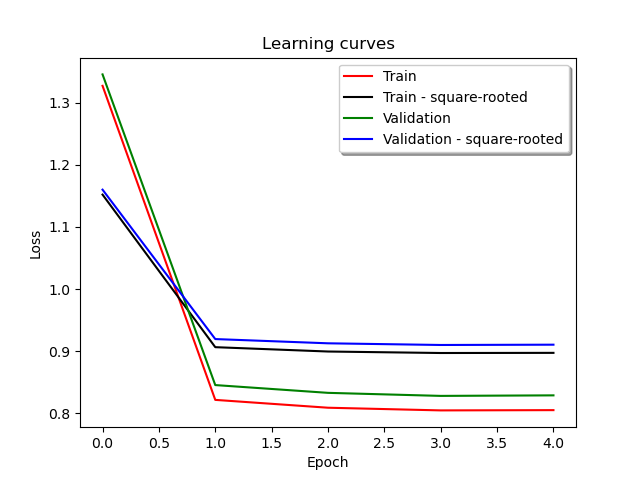 Learning curves
Train
Train - square-rooted
Validation
Validation - square-rooted
Loss
1.3
1.2
1.1
1.0
0.9
0.8
0.0 0.5 1.0 1.5 2.0 2.5 3.0 3.5 4.0
Epoch